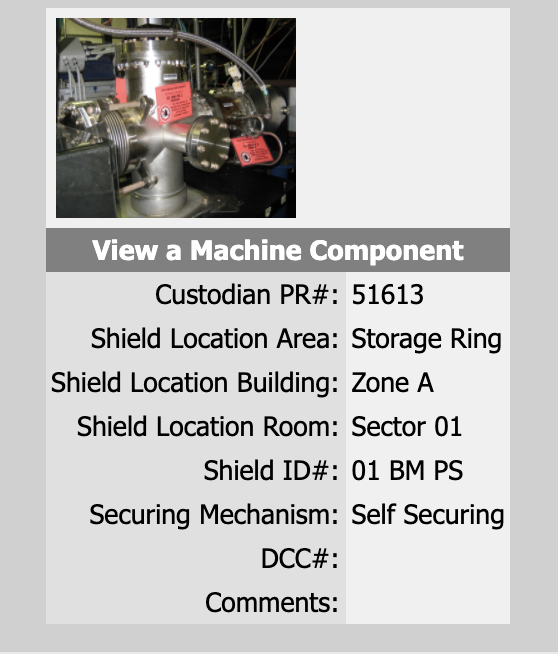 View a Machine Component
Custodian PR#: 51613
Shield Location Area: Storage Ring
Shield Location Building: Zone A
Shield Location Room: Sector 01
Shield ID#: 01 BM PS
Securing Mechanism: Self Securing
DCC#:
Comments: